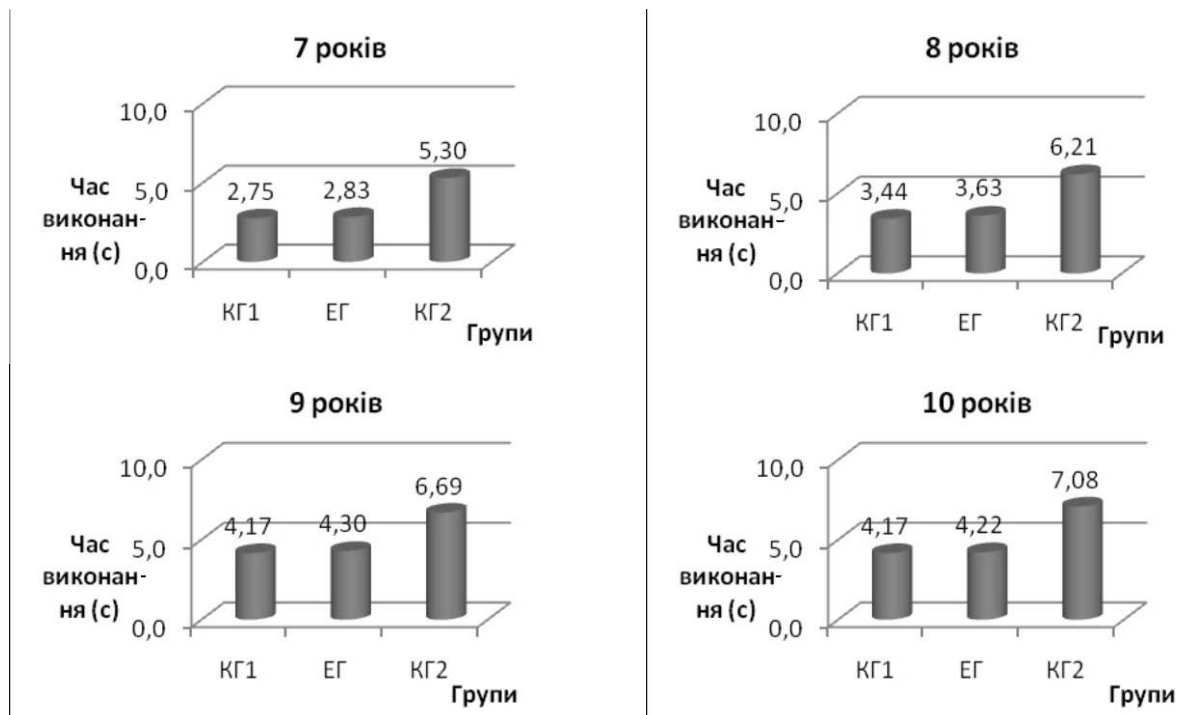 7 років
10,0
5,0
0,0
Час
виконан-
ня (с)
2,75
2,83
5,30
КГ1
ЕГ
КГ2
Групи
8 років
10,0
5,0
0,0
Час
виконан-
ня (с)
3,44
3,63
6,21
КГ1
ЕГ
КГ2
Групи
9 років
10,0
5,0
0,0
Час
виконан-
ня (с)
4,17
4,30
6,69
КГ1
ЕГ
КГ2
Групи
10 років
10,0
5,0
0,0
Час
виконан-
ня (с)
4,17
4,22
7,08
КГ1
ЕГ
КГ2
Групи